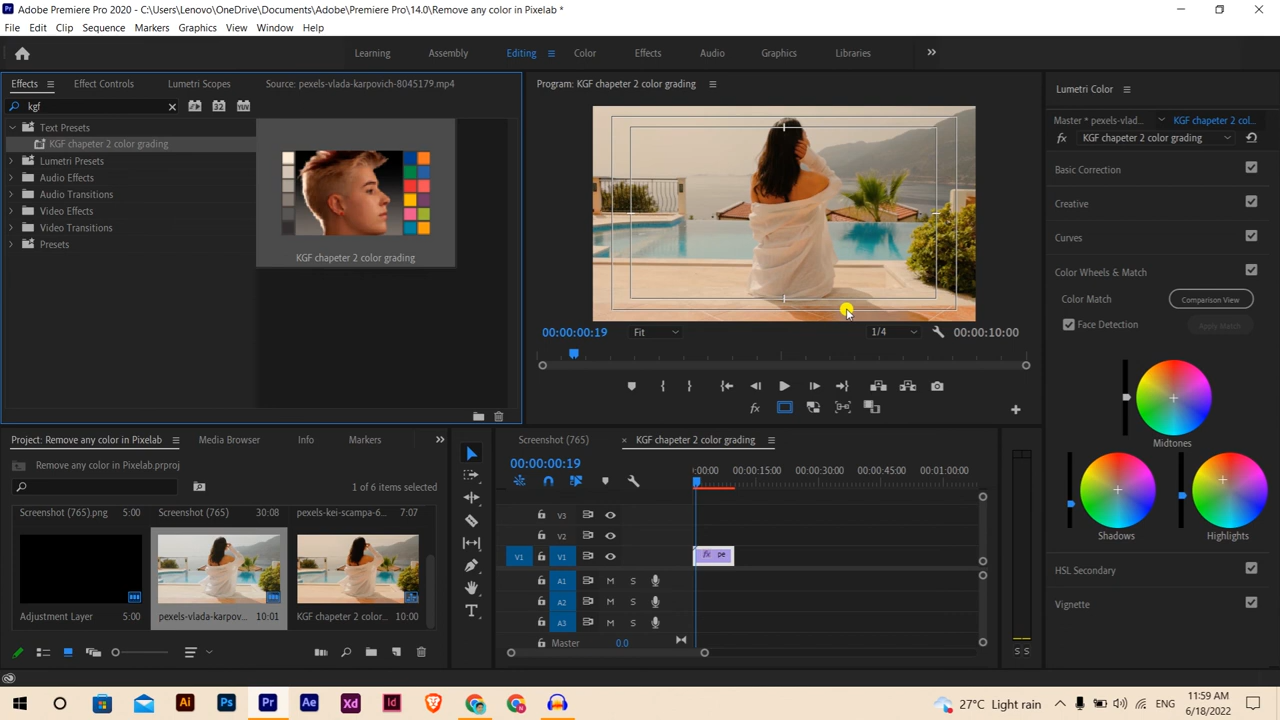 Adobe Premiere Pro 2020 - C:\Users\Lenovo\OneDrive\Documents\Adobe\Premiere Pro\14.0\Remove any color in Pixelab *
File Edit Clip Sequence Markers Graphics View Window Help
Learning Assembly Editing Color Effects Audio Graphics Libraries
Effects Effect Controls Lumetri Scopes Source: pexels-vlada-karpovich-8045179.mp4
kgf
Text Presets
KGF chapeter 2 color grading
Lumetri Presets
Audio Effects
Audio Transitions
Video Effects
Video Transitions
Presets
KGF chapeter 2 color grading
Program: KGF chapeter 2 color grading
00:00:00:19 Fit 1/4 00:00:10:00
Lumetri Color
Master * pexels-vlad... KGF chapeter 2 col...
fx KGF chapeter 2 color grading
Basic Correction
Creative
Curves
Color Wheels & Match
Color Match Comparison View
Face Detection Apply Match
Midtones
Shadows Highlights
HSL Secondary
Vignette
Project: Remove any color in Pixelab Media Browser Info Markers
Remove any color in Pixelab.prproj
1 of 6 items selected
Screenshot (765).png 5:00 Screenshot (765) 30:08 pexels-kei-scampa-6... 7:07
Adjustment Layer 5:00 pexels-vlada-karpov... 10:01 KGF chapeter 2 color... 10:00
Screenshot (765) × KGF chapeter 2 color grading
00:00:00:19
:00:00 00:00:15:00 00:00:30:00 00:00:45:00 00:01:00:00
V3
V2
V1 V1 fx pe
A1 M S
A2 M S
A3 M S
Master 0.0
S S
Ai Ps Pr Ae Xd Id
27°C Light rain ENG 11:59 AM
6/18/2022